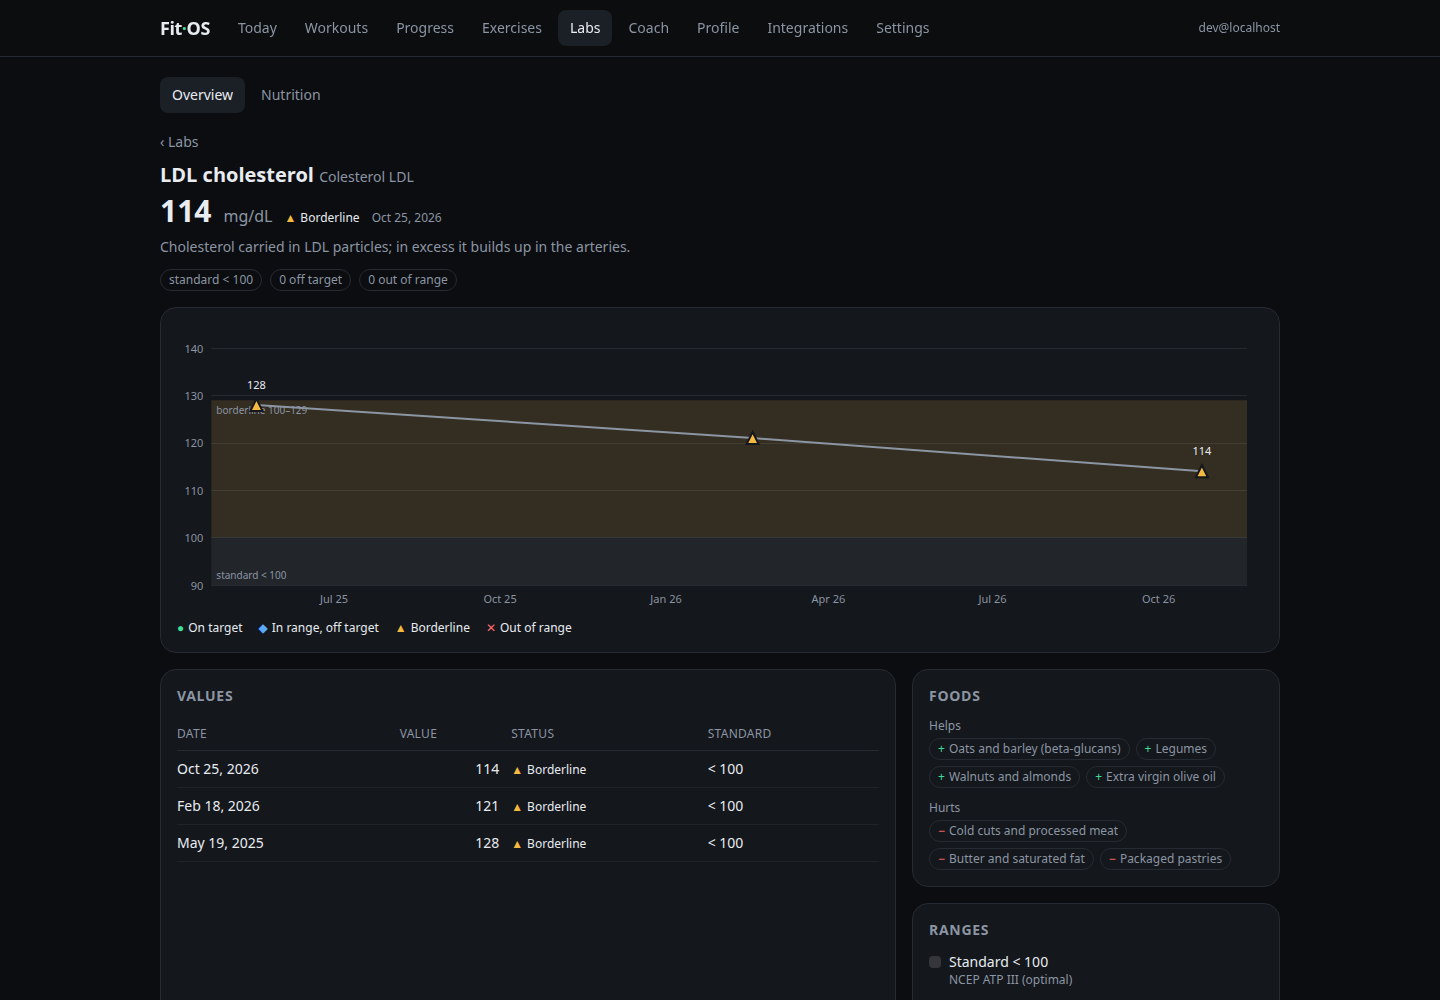 Fit·OS Today Workouts Progress Exercises Labs Coach Profile Integrations Settings dev@localhost
Overview Nutrition
‹ Labs
LDL cholesterol Colesterol LDL
114 mg/dL ▲ Borderline Oct 25, 2026
Cholesterol carried in LDL particles; in excess it builds up in the arteries.
standard < 100 0 off target 0 out of range
140
128
130
borderline 100–129
120
114
110
100
standard < 100
90
Jul 25 Oct 25 Jan 26 Apr 26 Jul 26 Oct 26
● On target ◆ In range, off target ▲ Borderline ✕ Out of range
VALUES
DATE VALUE STATUS STANDARD
Oct 25, 2026 114 ▲ Borderline < 100
Feb 18, 2026 121 ▲ Borderline < 100
May 19, 2025 128 ▲ Borderline < 100
FOODS
Helps
+ Oats and barley (beta-glucans) + Legumes
+ Walnuts and almonds + Extra virgin olive oil
Hurts
− Cold cuts and processed meat
− Butter and saturated fat − Packaged pastries
RANGES
Standard < 100
NCEP ATP III (optimal)